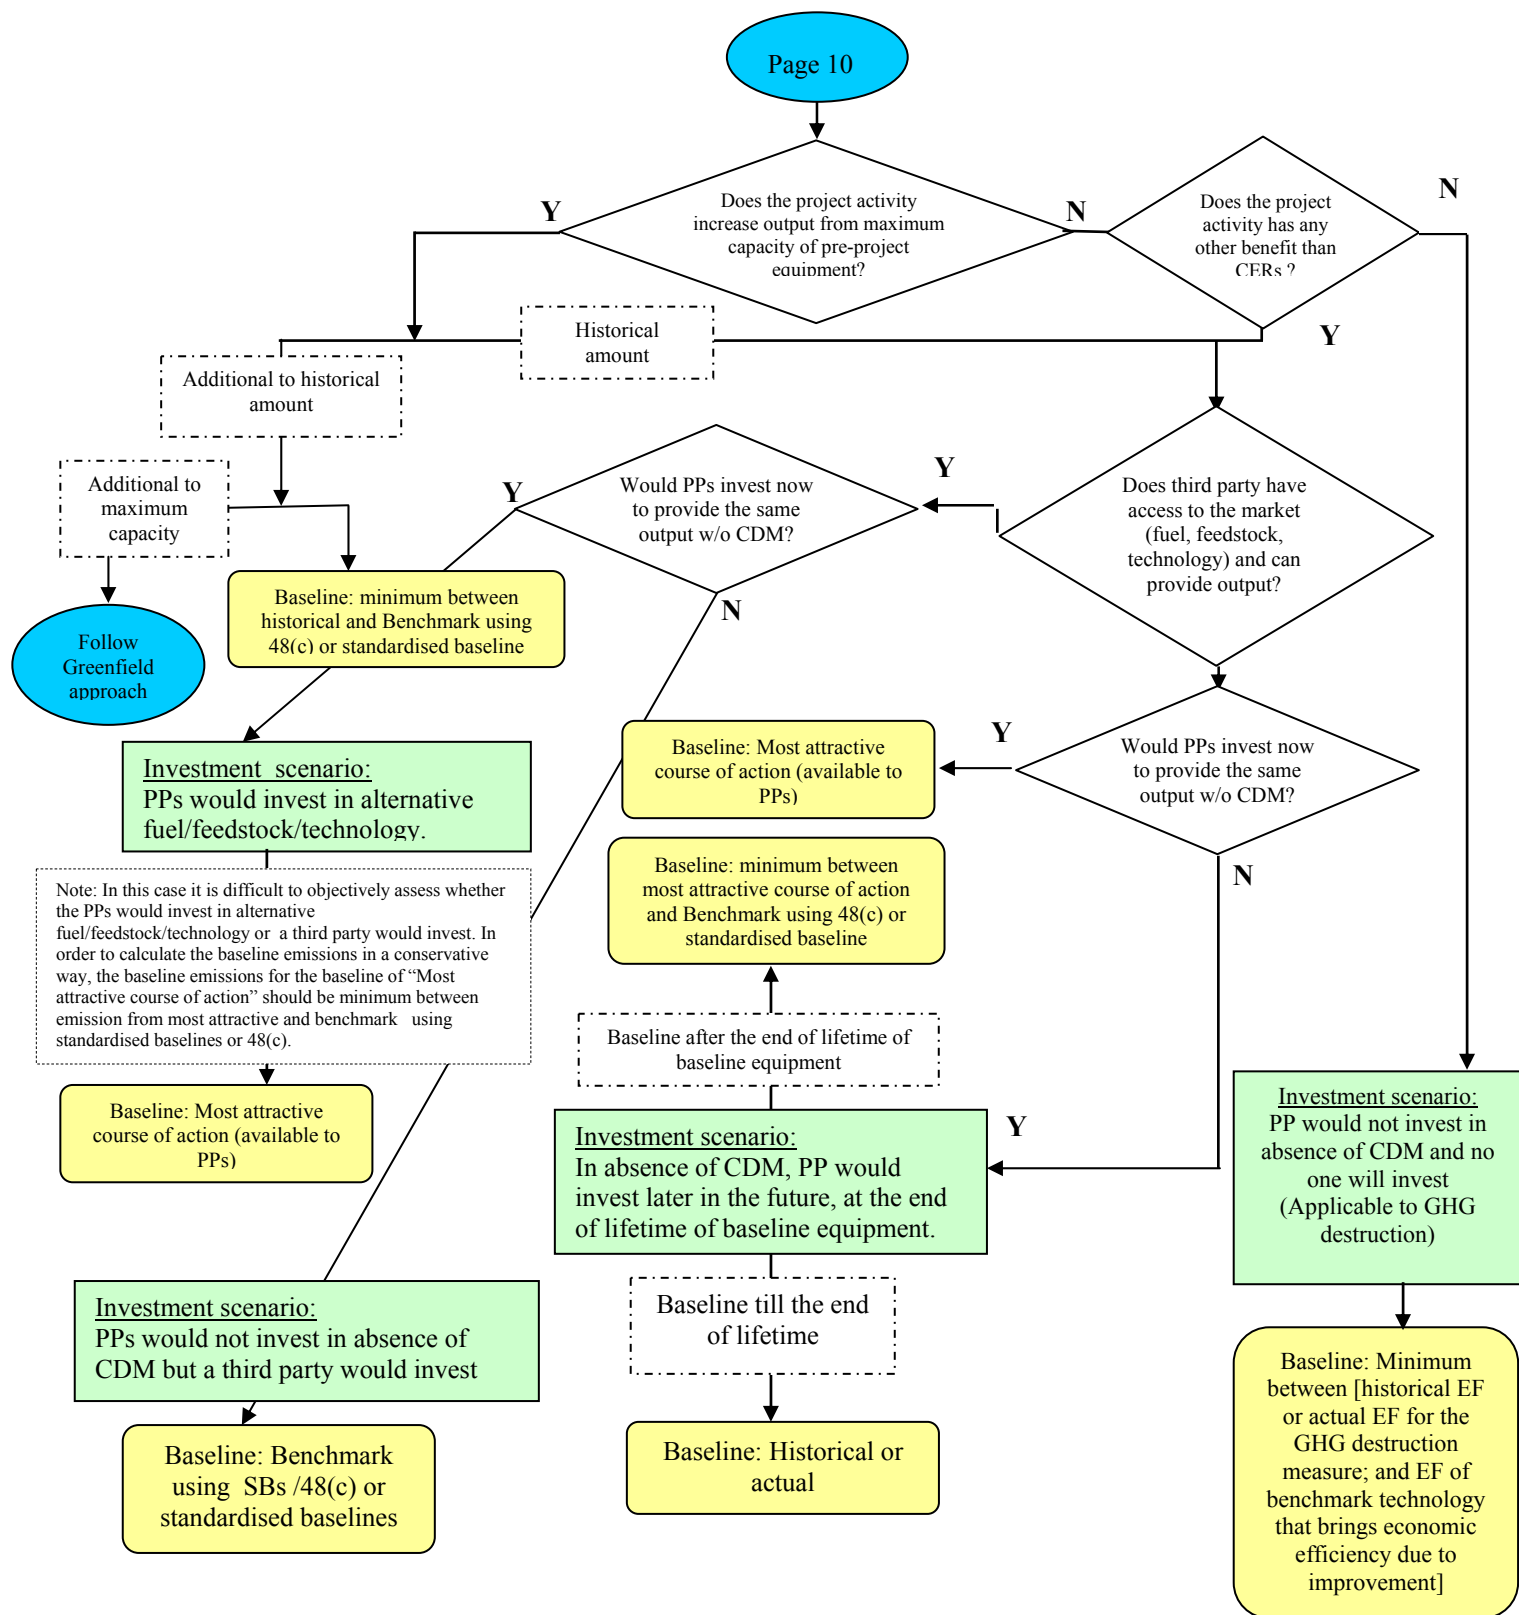 Page 10
Does the project activity
increase output from maximum
capacity of pre-project
equipment?
Y
N
Does the project
activity has any
other benefit than
CERs ?
N
Y
Historical
amount
Additional to historical
amount
Additional to
maximum
capacity
Follow
Greenfield
approach
Baseline: minimum between
historical and Benchmark using
48(c) or standardised baseline
Y
Would PPs invest now
to provide the same
output w/o CDM?
N
Y
Does third party have
access to the market
(fuel, feedstock,
technology) and can
provide output?
Baseline: Most attractive
course of action (available to
PPs)
Y
Would PPs invest now
to provide the same
output w/o CDM?
N
Investment scenario:
PPs would invest in alternative
fuel/feedstock/technology.
Note: In this case it is difficult to objectively assess whether
the PPs would invest in alternative
fuel/feedstock/technology or a third party would invest. In
order to calculate the baseline emissions in a conservative
way, the baseline emissions for the baseline of “Most
attractive course of action” should be minimum between
emission from most attractive and benchmark using
standardised baselines or 48(c).
Baseline: Most attractive
course of action (available to
PPs)
Baseline: minimum between
most attractive course of action
and Benchmark using 48(c) or
standardised baseline
Baseline after the end of lifetime of
baseline equipment
Investment scenario:
In absence of CDM, PP would
invest later in the future, at the end
of lifetime of baseline equipment.
Y
Baseline till the end
of lifetime
Baseline: Historical or
actual
Investment scenario:
PP would not invest in
absence of CDM and no
one will invest
(Applicable to GHG
destruction)
Baseline: Minimum
between [historical EF
or actual EF for the
GHG destruction
measure; and EF of
benchmark technology
that brings economic
efficiency due to
improvement]
Investment scenario:
PPs would not invest in absence of
CDM but a third party would invest
Baseline: Benchmark
using SBs /48(c) or
standardised baselines